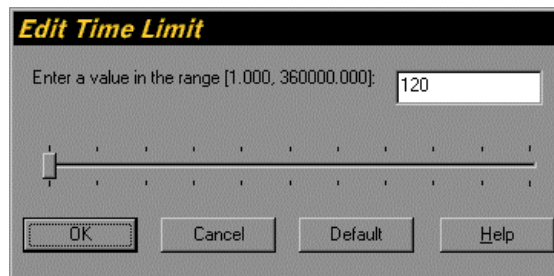 Edit Time Limit
Enter a value in the range [1.000, 360000.000]: 120
OK Cancel Default Help